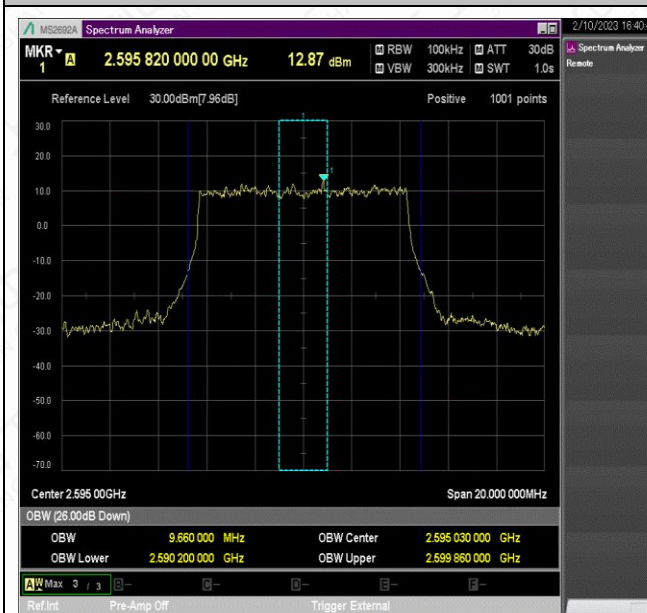 MS2692A Spectrum Analyzer 2/10/2023 16:40:
MKR 1 A 2.595 820 000 00 GHz 12.87 dBm M RBW 100kHz M ATT 30dB
M VBW 300kHz M SWT 1.0s
Spectrum Analyzer
Remote
Reference Level 30.00dBm[7.96dB] Positive 1001 points
1
30.0
20.0
1
10.0
0.0
-10.0
-20.0
-30.0
-40.0
-50.0
-60.0
-70.0
Center 2.595 00GHz Span 20.000 000MHz
OBW (26.00dB Down)
OBW 9.660 000 MHz OBW Center 2.595 030 000 GHz
OBW Lower 2.590 200 000 GHz OBW Upper 2.599 860 000 GHz
A W Max 3 / 3 B- C- D- E- F-
Ref.Int Pre-Amp Off Trigger External